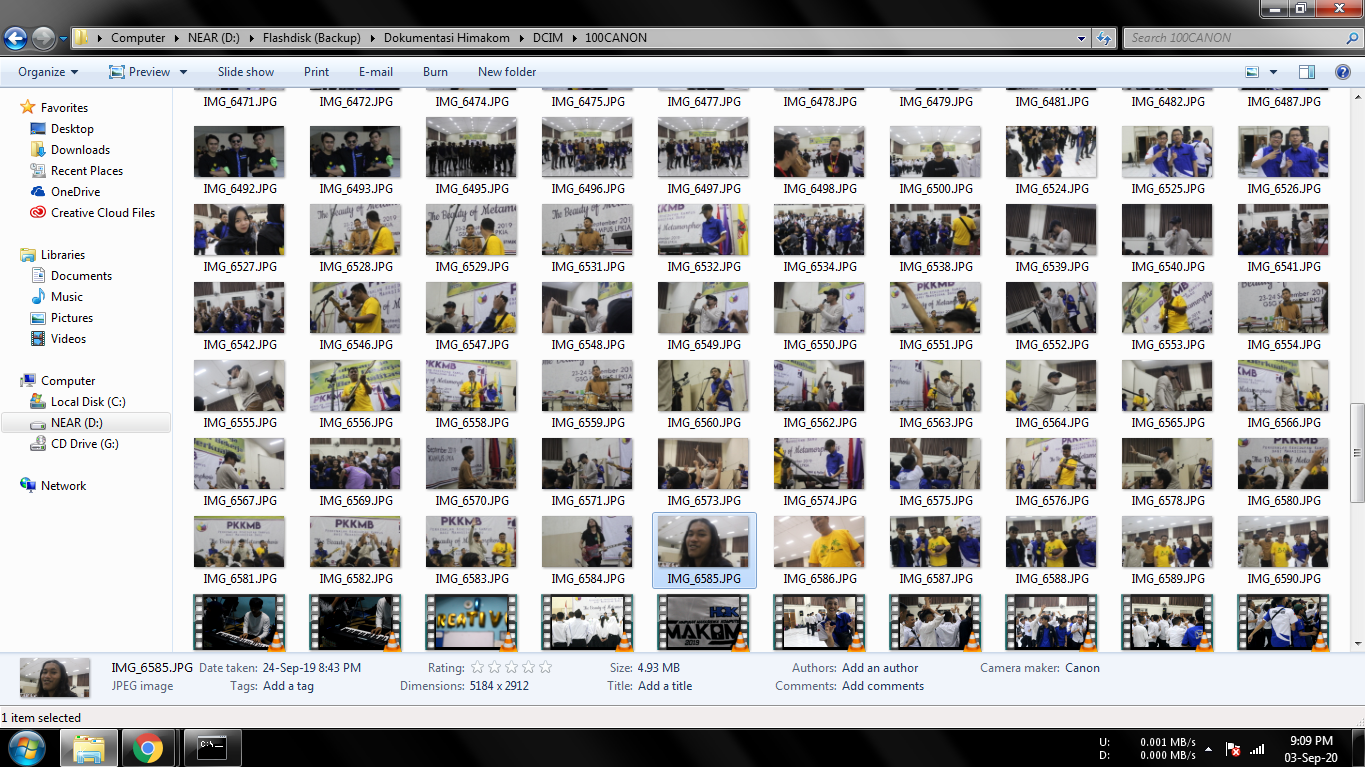 Computer ▸ NEAR (D:) ▸ Flashdisk (Backup) ▸ Dokumentasi Himakom ▸ DCIM ▸ 100CANON
Search 100CANON
Organize Preview Slide show Print E-mail Burn New folder
Favorites
Desktop
Downloads
Recent Places
OneDrive
Creative Cloud Files
Libraries
Documents
Music
Pictures
Videos
Computer
Local Disk (C:)
NEAR (D:)
CD Drive (G:)
Network
IMG_6471.JPG IMG_6472.JPG IMG_6474.JPG IMG_6475.JPG IMG_6477.JPG IMG_6478.JPG IMG_6479.JPG IMG_6481.JPG IMG_6482.JPG IMG_6487.JPG
IMG_6492.JPG IMG_6493.JPG IMG_6495.JPG IMG_6496.JPG IMG_6497.JPG IMG_6498.JPG IMG_6500.JPG IMG_6524.JPG IMG_6525.JPG IMG_6526.JPG
IMG_6527.JPG IMG_6528.JPG IMG_6529.JPG IMG_6531.JPG IMG_6532.JPG IMG_6534.JPG IMG_6538.JPG IMG_6539.JPG IMG_6540.JPG IMG_6541.JPG
IMG_6542.JPG IMG_6546.JPG IMG_6547.JPG IMG_6548.JPG IMG_6549.JPG IMG_6550.JPG IMG_6551.JPG IMG_6552.JPG IMG_6553.JPG IMG_6554.JPG
IMG_6555.JPG IMG_6556.JPG IMG_6558.JPG IMG_6559.JPG IMG_6560.JPG IMG_6562.JPG IMG_6563.JPG IMG_6564.JPG IMG_6565.JPG IMG_6566.JPG
IMG_6567.JPG IMG_6569.JPG IMG_6570.JPG IMG_6571.JPG IMG_6573.JPG IMG_6574.JPG IMG_6575.JPG IMG_6576.JPG IMG_6578.JPG IMG_6580.JPG
PKKMB PKKMB
IMG_6581.JPG IMG_6582.JPG IMG_6583.JPG IMG_6584.JPG IMG_6585.JPG IMG_6586.JPG IMG_6587.JPG IMG_6588.JPG IMG_6589.JPG IMG_6590.JPG
IMG_6585.JPG Date taken: 24-Sep-19 8:43 PM Rating: Size: 4.93 MB Authors: Add an author Camera maker: Canon
JPEG image Tags: Add a tag Dimensions: 5184 x 2912 Title: Add a title Comments: Add comments
1 item selected
U: 0.001 MB/s
D: 0.000 MB/s
9:09 PM
03-Sep-20